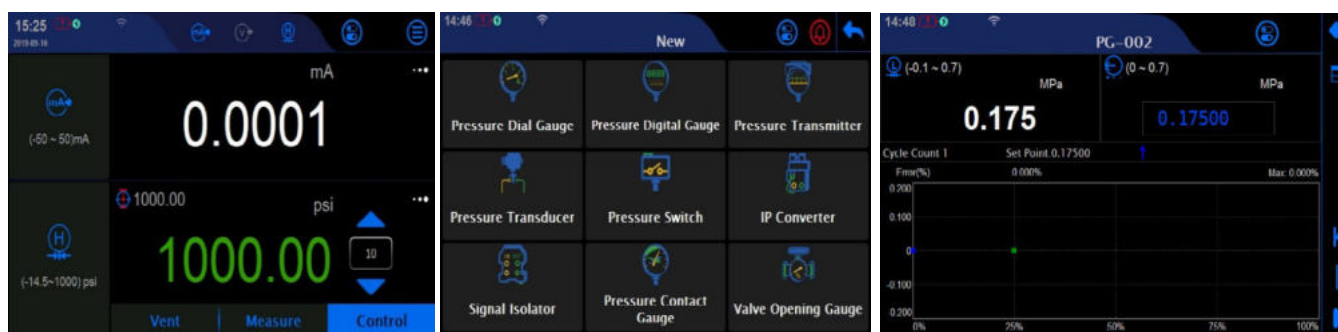 15:25
2019-09-16
mA
(-50 ~ 50)mA
0.0001
1000.00
psi
1000.00
10
(-14.5~1000) psi
Vent
Measure
Control
14:46
New
Pressure Dial Gauge
Pressure Digital Gauge
Pressure Transmitter
Pressure Transducer
Pressure Switch
IP Converter
Signal Isolator
Pressure Contact
Gauge
Valve Opening Gauge
14:48
PG-002
(-0.1 ~ 0.7)
MPa
0.175
(0 ~ 0.7)
MPa
0.17500
Cycle Count 1
Set Point 0.17500
Error(%)
0.000%
Max: 0.000%
0.200
0.100
0
-0.100
-0.200
0%
25%
50%
75%
100%